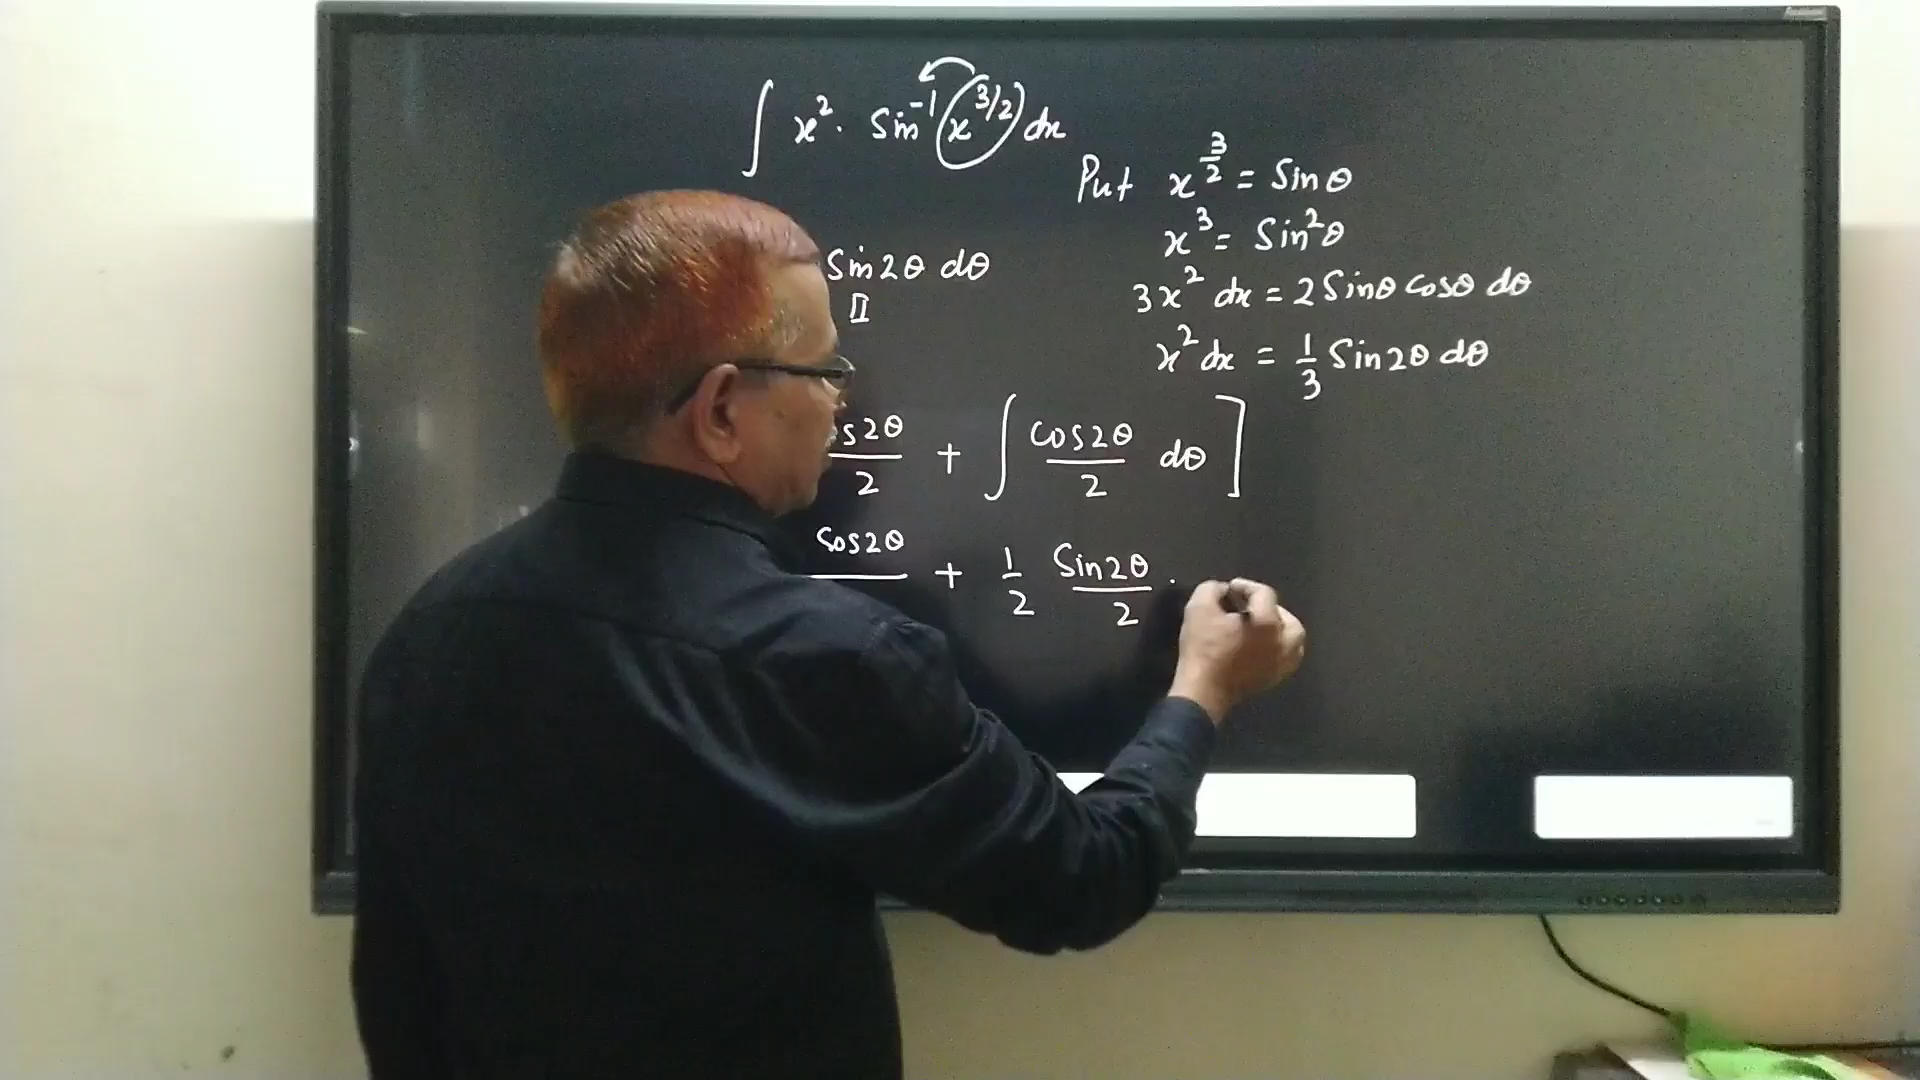 ∫ x². Sin⁻¹(x^3/2) dx
Put x^3/2 = Sinθ
x³ = Sin²θ
Sin2θ dθ
II
3x² dx = 2 Sinθ Cosθ dθ
x² dx = 1/3 Sin2θ dθ
os2θ/2 + ∫ Cos2θ/2 dθ ]
Cos2θ + 1/2 Sin2θ/2 .